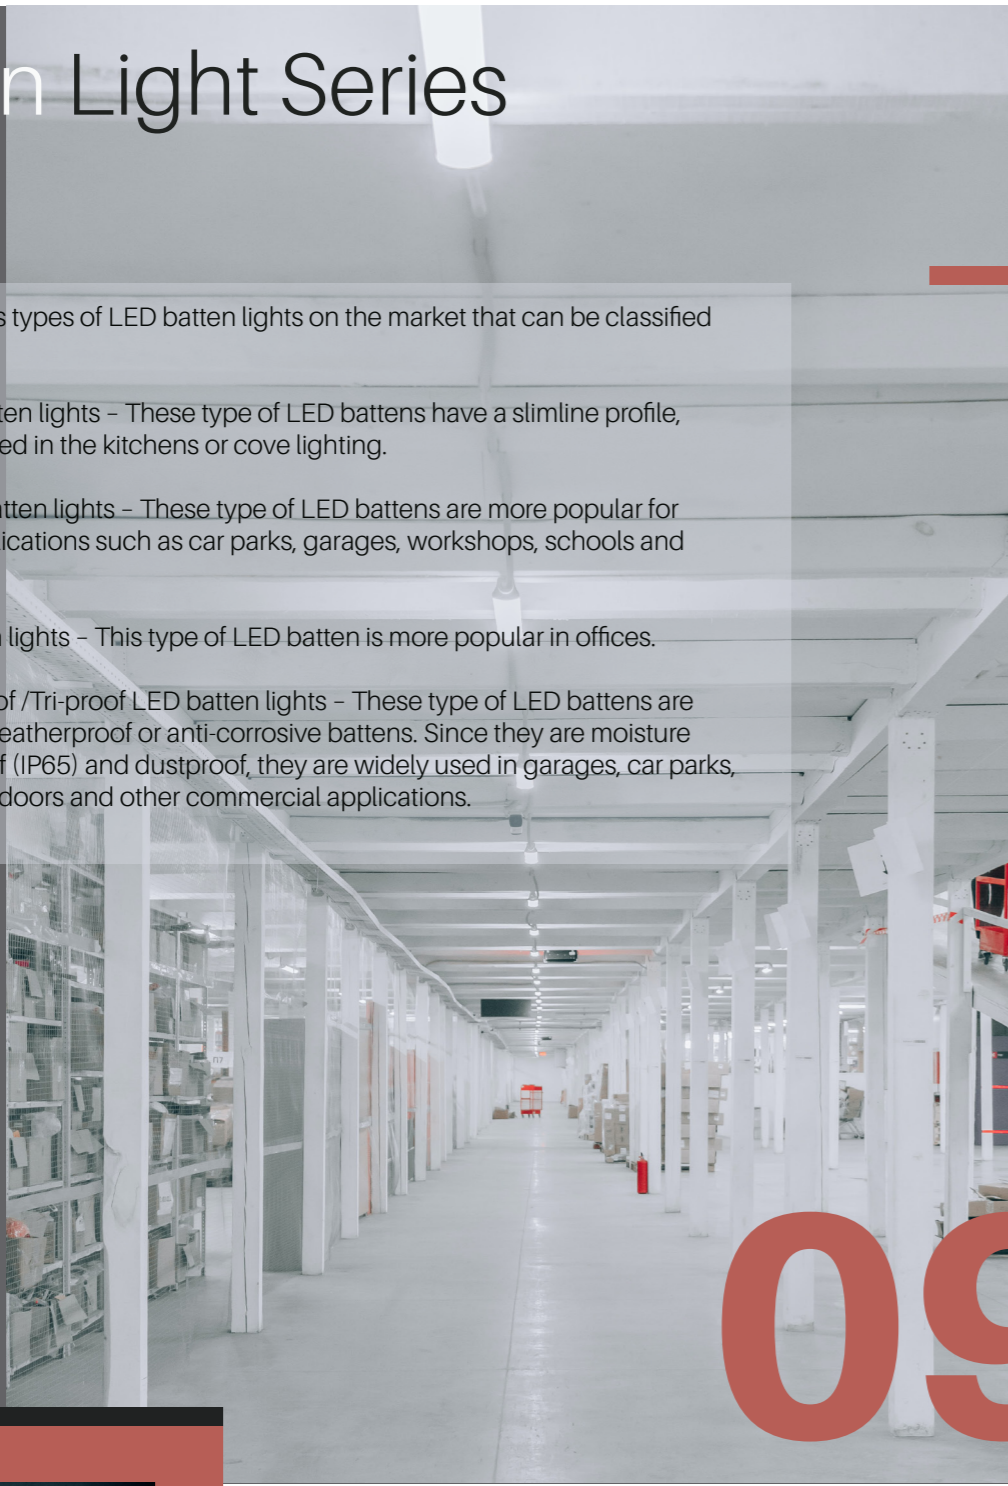 n Light Series
s types of LED batten lights on the market that can be classified
ten lights – These type of LED battens have a slimline profile,
ed in the kitchens or cove lighting.
tten lights – These type of LED battens are more popular for
ications such as car parks, garages, workshops, schools and
lights – This type of LED batten is more popular in offices.
of /Tri-proof LED batten lights – These type of LED battens are
eatherproof or anti-corrosive battens. Since they are moisture
f (IP65) and dustproof, they are widely used in garages, car parks,
doors and other commercial applications.
П7
09